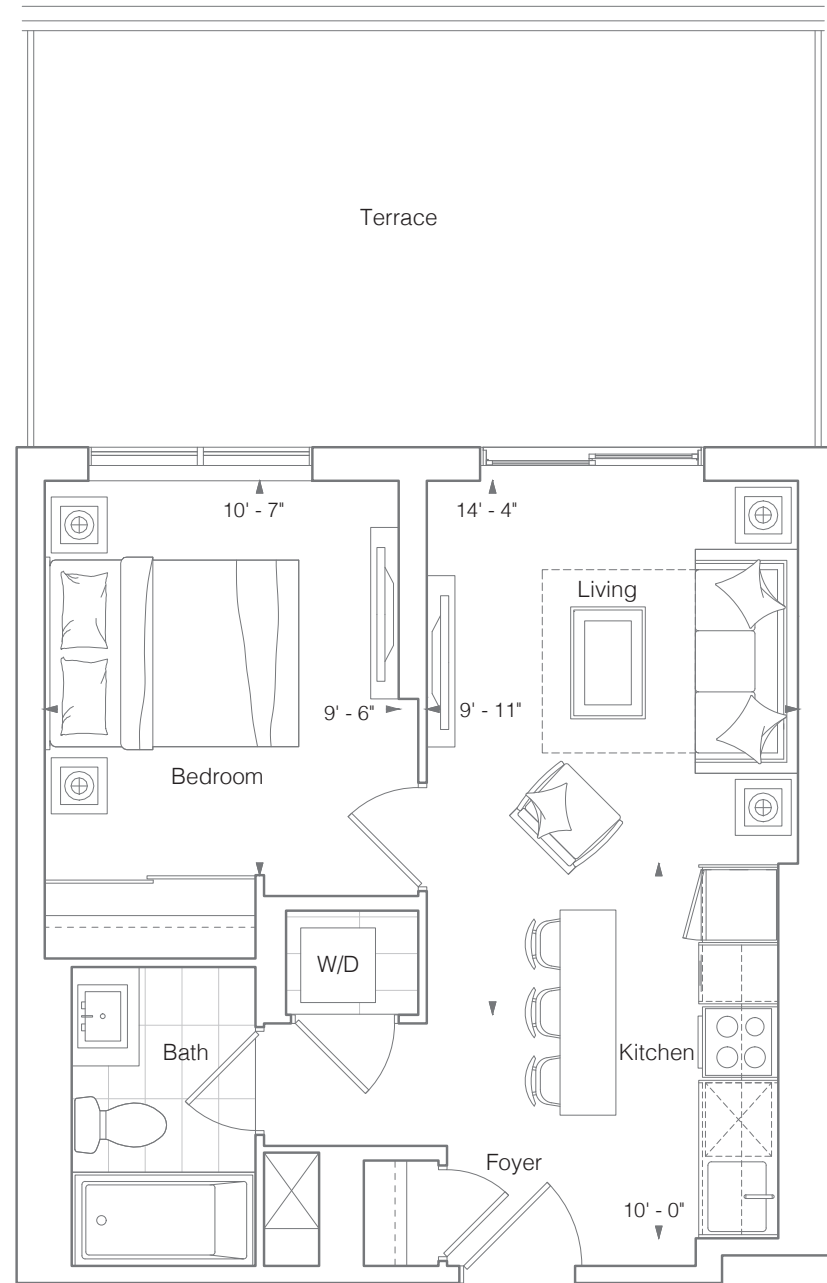 Terrace
10' - 7"
14' - 4"
Living
9' - 6"
9' - 11"
Bedroom
W/D
Bath
Kitchen
Foyer
10' - 0"